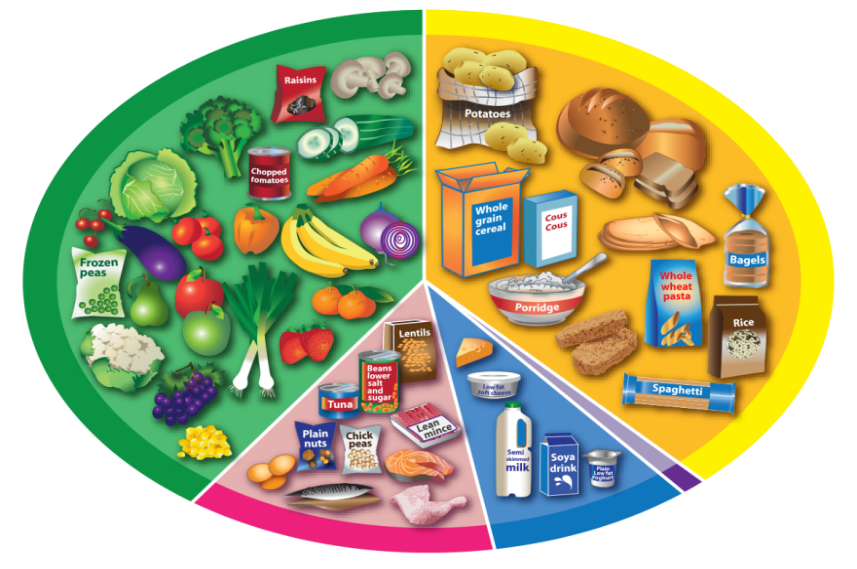 Raisins
Potatoes
Chopped
tomatoes
Whole
grain
cereal
Cous
Cous
Frozen
peas
Bagels
Whole
wheat
pasta
Porridge
Rice
Lentils
Beans
lower
salt
and
sugar
Low fat
soft cheese
Tuna
Spaghetti
Lean
mince
Plain
nuts
Chick
peas
Semi
skimmed
milk
Soya
drink
Plain
Low fat
Yoghurt